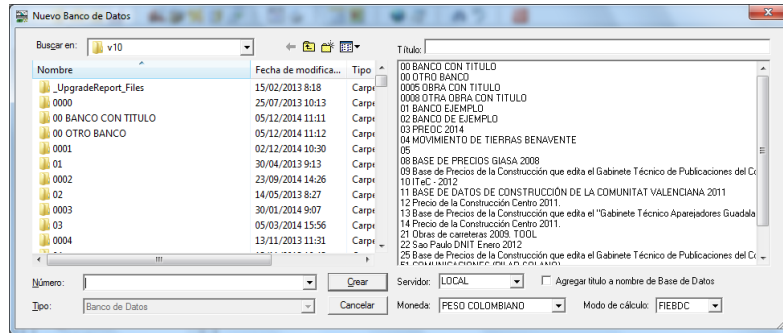 Nuevo Banco de Datos
Buscar en: v10
Título:
Nombre Fecha de modifica... Tipo
_UpgradeReport_Files 15/02/2013 8:18 Carpe
0000 25/07/2013 10:13 Carpe
00 BANCO CON TITULO 05/12/2014 11:11 Carpe
00 OTRO BANCO 05/12/2014 11:12 Carpe
0001 02/12/2014 10:30 Carpe
01 30/04/2013 9:13 Carpe
0002 23/09/2014 14:26 Carpe
02 14/05/2013 8:27 Carpe
0003 30/01/2014 9:07 Carpe
03 05/03/2014 15:56 Carpe
0004 13/11/2013 11:31 Carpe
00 BANCO CON TITULO
00 OTRO BANCO
0005 OBRA CON TITULO
0008 OTRA OBRA CON TITULO
01 BANCO EJEMPLO
02 BANCO DE EJEMPLO
03 PREOC 2014
04 MOVIMIENTO DE TIERRAS BENAVENTE
05
08 BASE DE PRECIOS GIASA 2008
09 Base de Precios de la Construcción que edita el Gabinete Técnico de Publicaciones del Co
10 ITeC - 2012
11 BASE DE DATOS DE CONSTRUCCIÓN DE LA COMUNITAT VALENCIANA 2011
12 Precio de la Construcción Centro 2011.
13 Base de Precios de la Construcción que edita el "Gabinete Técnico Aparejadores Guadala
14 Precio de la Construcción Centro 2011.
21 Obras de carreteras 2009. TOOL
22 Sao Paulo DNIT Enero 2012
25 Base de Precios de la Construcción que edita el Gabinete Técnico de Publicaciones del Co
Número: Crear
Tipo: Banco de Datos Cancelar
Servidor: LOCAL Agregar titulo a nombre de Base de Datos
Moneda: PESO COLOMBIANO Modo de cálculo: FIEBDC